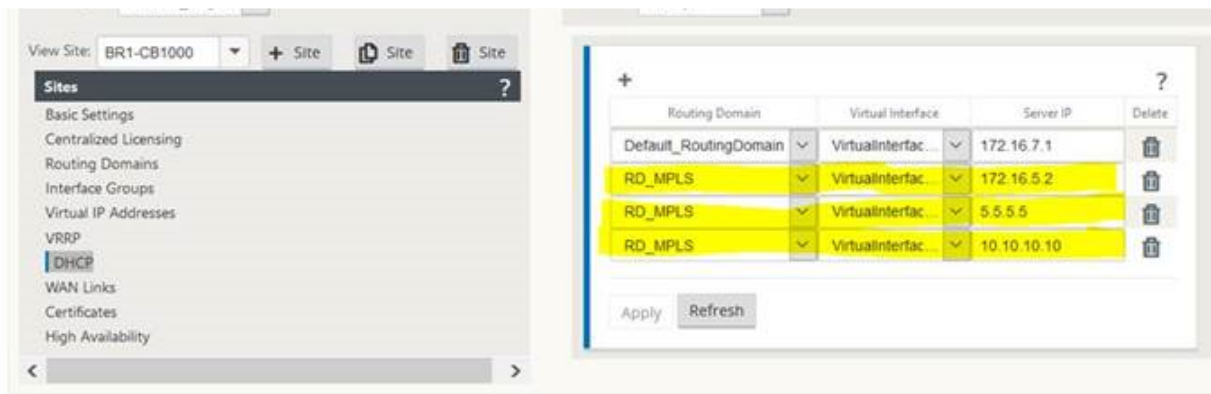 View Site: BR1-CB1000 + Site Site Site
Sites ?
Basic Settings
Centralized Licensing
Routing Domains
Interface Groups
Virtual IP Addresses
VRRP
DHCP
WAN Links
Certificates
High Availability
+ ?
Routing Domain Virtual Interface Server IP Delete
Default_RoutingDomain VirtualInterfac... 172.16.7.1
RD_MPLS VirtualInterfac... 172.16.5.2
RD_MPLS VirtualInterfac... 5.5.5.5
RD_MPLS VirtualInterfac... 10.10.10.10
Apply Refresh